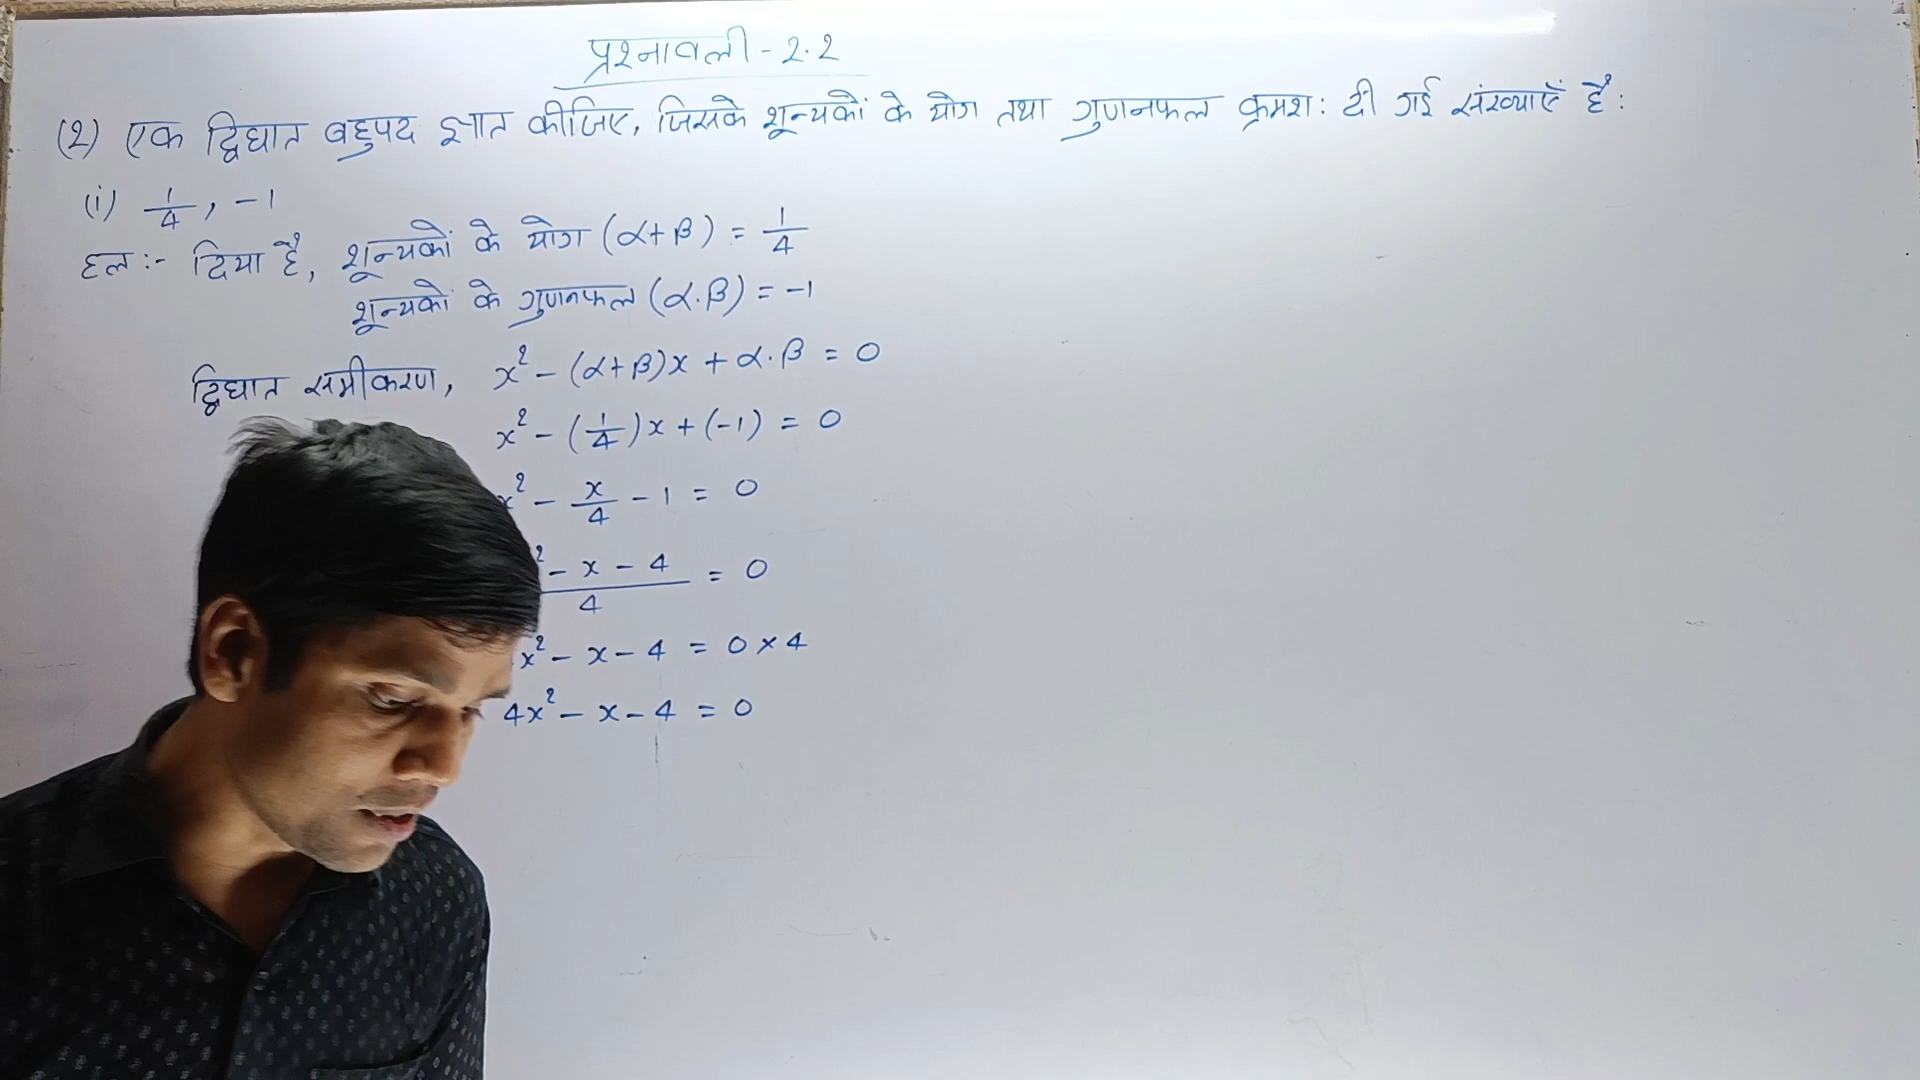 प्रश्नावली - 2.2
(2) एक द्विघात बहुपद ज्ञात कीजिए, जिसके शून्यकों के योग तथा गुणनफल क्रमश: दी गई संख्याएँ हैं:
(i) 1/4, -1
हल :- दिया है, शून्यकों के योग (α+β) = 1/4
शून्यकों के गुणनफल (α.β) = -1
द्विघात समीकरण, x² - (α+β)x + α.β = 0
x² - (1/4)x + (-1) = 0
x² - x/4 - 1 = 0
² - x - 4 / 4 = 0
x² - x - 4 = 0 × 4
4x² - x - 4 = 0